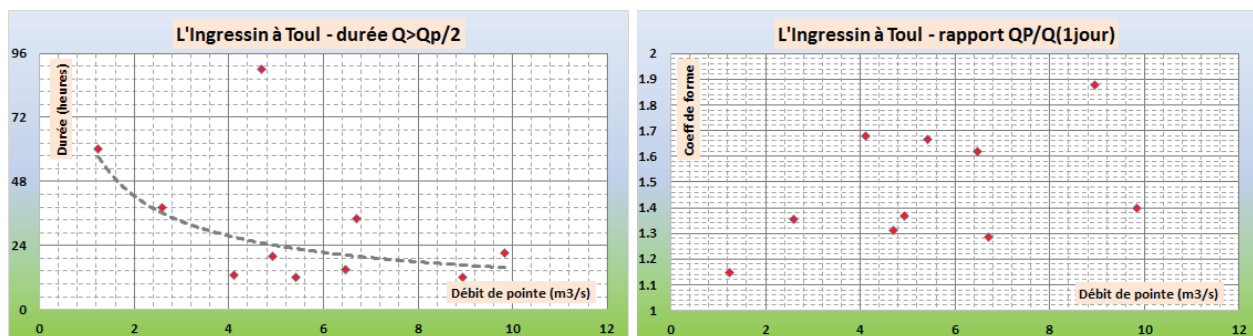 L'Ingressin à Toul - durée Q>Qp/2
Durée (heures)
96
72
48
24
0
Débit de pointe (m3/s)
0 2 4 6 8 10 12
L'Ingressin à Toul - rapport QP/Q(1jour)
Coeff de forme
2
1.9
1.8
1.7
1.6
1.5
1.4
1.3
1.2
1.1
1
Débit de pointe (m3/s)
0 2 4 6 8 10 12